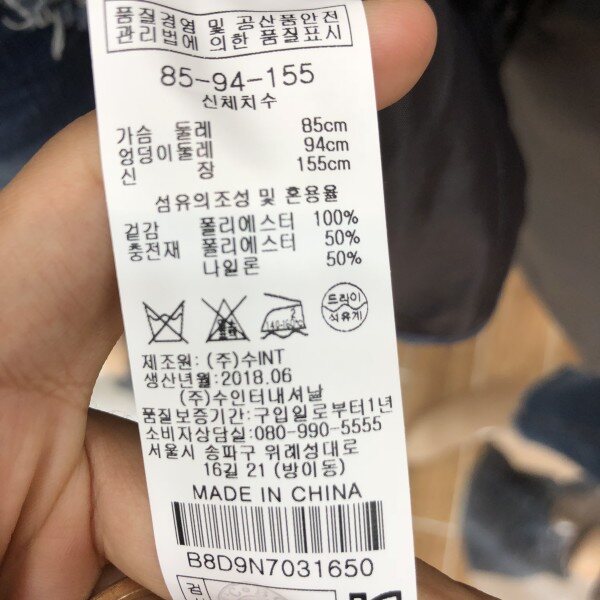 품질경영 및 공산품안전
관리법에 의한 품질표시
85-94-155
신체치수
가슴 둘레 85cm
엉덩이둘레 94cm
신 장 155cm
섬유의조성 및 혼용율
겉감 폴리에스터 100%
충전재 폴리에스터 50%
나일론 50%
드라이
석유계
2
140-160℃
제조원: (주)수INT
생산년월:2018.06
(주)수인터내셔날
품질보증기간:구입일로부터1년
소비자상담실:080-990-5555
서울시 송파구 위례성대로
16길 21 (방이동)
MADE IN CHINA
B8D9N7031650
검